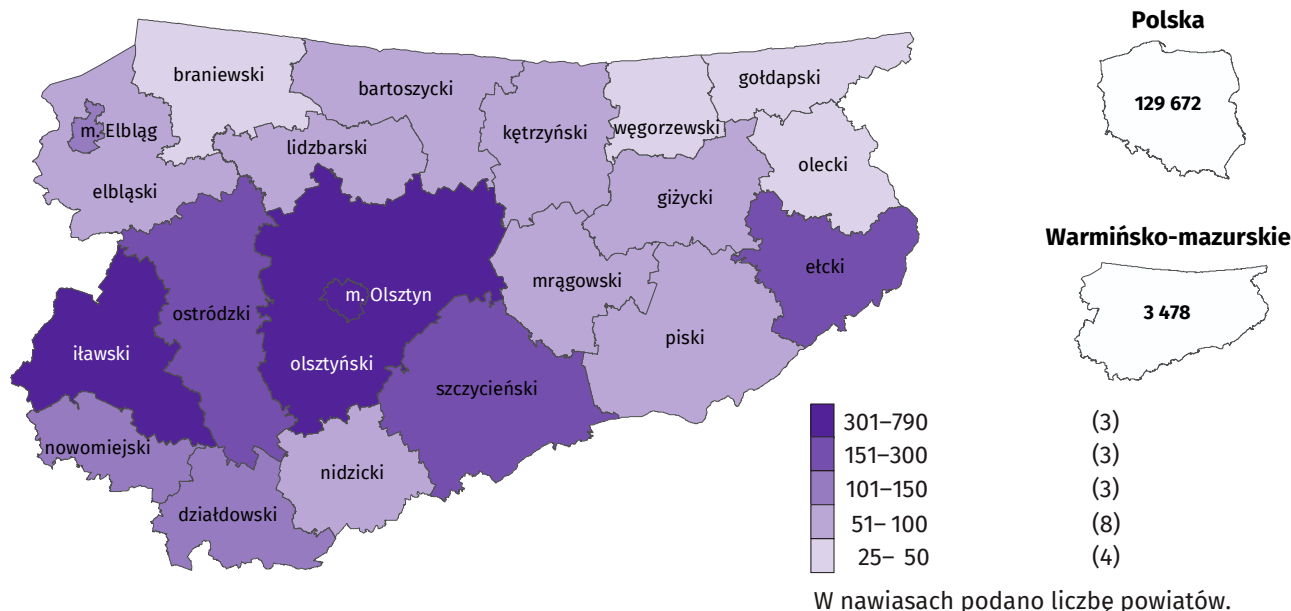 Polska
129 672
Warmińsko-mazurskie
3 478
braniewski
bartoszycki
gołdapski
m. Elbląg
kętrzyński
węgorzewski
lidzbarski
olecki
elbląski
giżycki
mrągowski
ełcki
m. Olsztyn
ostródzki
iławski
olsztyński
piski
szczycieński
nowomiejski
nidzicki
działdowski
301–790 (3)
151–300 (3)
101–150 (3)
51– 100 (8)
25– 50 (4)
W nawiasach podano liczbę powiatów.